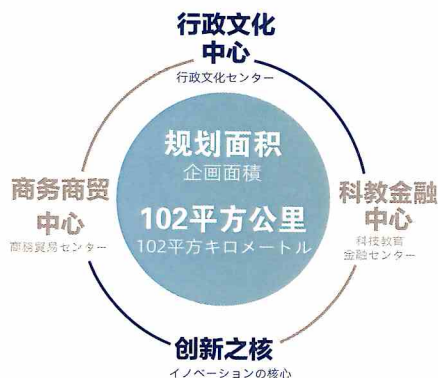 行政文化
中心
行政文化センター
规划面积
企画面積
102平方公里
102平方キロメートル
商务商贸
中心
商務貿易センター
科教金融
中心
科技教育
金融センター
创新之核
イノベーションの核心